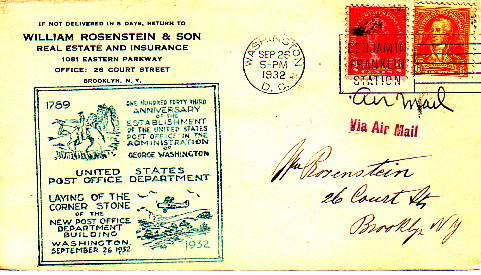 IF NOT DELIVERED IN 5 DAYS, RETURN TO
WILLIAM ROSENSTEIN & SON
REAL ESTATE AND INSURANCE
1061 EASTERN PARKWAY
OFFICE: 26 COURT STREET
BROOKLYN, N. Y.
WASHINGTON
SEP 26
5-PM
1932
D. C.
BENJAMIN
FRANKLIN
STATION
Air Mail
Via Air Mail
1789
ONE HUNDRED FORTY THIRD
ANNIVERSARY
OF THE
ESTABLISHMENT
OF THE UNITED STATES
POST OFFICE IN THE
ADMINISTRATION
OF
GEORGE WASHINGTON
UNITED STATES
POST OFFICE DEPARTMENT
LAYING OF THE
CORNER STONE
OF THE
NEW POST OFFICE
DEPARTMENT
BUILDING
WASHINGTON
SEPTEMBER 26 1932
1932
Wm Rosenstein
26 Court St,
Brooklyn NY